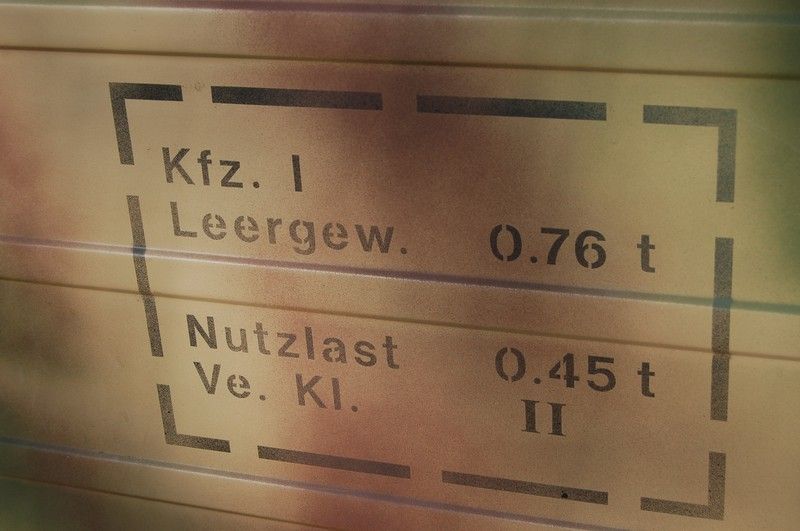 Kfz. I
Leergew. 0.76 t
Nutzlast 0.45 t
Ve. Kl. II